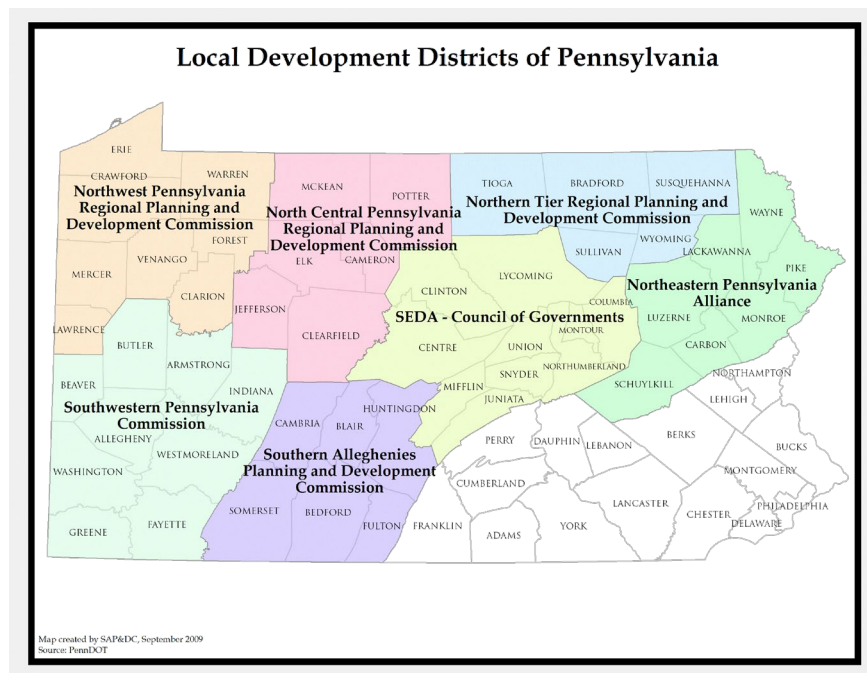 Local Development Districts of Pennsylvania
ERIE
CRAWFORD
WARREN
Northwest Pennsylvania
Regional Planning and
Development Commission
FOREST
MERCER
VENANGO
CLARION
LAWRENCE
MCKEAN
POTTER
North Central Pennsylvania
Regional Planning and
Development Commission
ELK
CAMERON
JEFFERSON
CLEARFIELD
TIOGA
BRADFORD
SUSQUEHANNA
Northern Tier Regional Planning and
Development Commission
SULLIVAN
WYOMING
WAYNE
LACKAWANNA
PIKE
Northeastern Pennsylvania
Alliance
LUZERNE
MONROE
CARBON
SCHUYLKILL
LYCOMING
CLINTON
COLUMBIA
SEDA - Council of Governments
MONTOUR
CENTRE
UNION
SNYDER
NORTHUMBERLAND
MIFFLIN
JUNIATA
BUTLER
ARMSTRONG
BEAVER
INDIANA
Southwestern Pennsylvania
Commission
ALLEGHENY
WESTMORELAND
WASHINGTON
GREENE
FAYETTE
HUNTINGDON
CAMBRIA
BLAIR
Southern Alleghenies
Planning and Development
Commission
SOMERSET
BEDFORD
FULTON
NORTHAMPTON
LEHIGH
PERRY
DAUPHIN
LEBANON
BERKS
BUCKS
MONTGOMERY
CUMBERLAND
LANCASTER
CHESTER
PHILADELPHIA
DELAWARE
FRANKLIN
ADAMS
YORK
Map created by SAP&DC, September 2009
Source: PennDOT